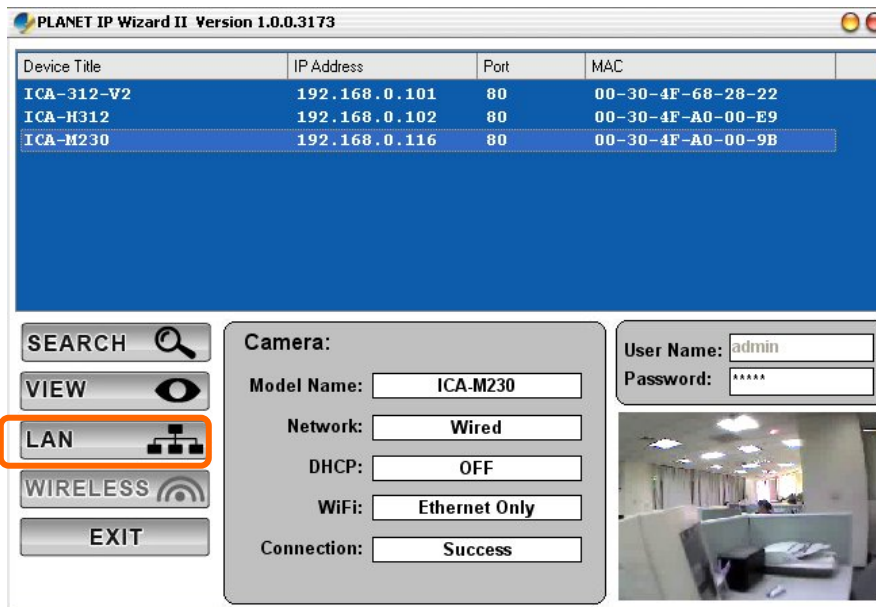 PLANET IP Wizard II Version 1.0.0.3173
Device Title IP Address Port MAC
ICA-312-V2 192.168.0.101 80 00-30-4F-68-28-22
ICA-H312 192.168.0.102 80 00-30-4F-A0-00-E9
ICA-M230 192.168.0.116 80 00-30-4F-A0-00-9B
SEARCH
VIEW
LAN
WIRELESS
EXIT
Camera:
Model Name: ICA-M230
Network: Wired
DHCP: OFF
WiFi: Ethernet Only
Connection: Success
User Name: admin
Password: *****